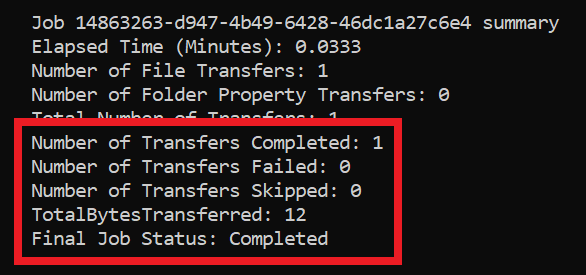 Job 14863263-d947-4b49-6428-46dc1a27c6e4 summary
Elapsed Time (Minutes): 0.0333
Number of File Transfers: 1
Number of Folder Property Transfers: 0
Total Number of Transfers: 1
Number of Transfers Completed: 1
Number of Transfers Failed: 0
Number of Transfers Skipped: 0
TotalBytesTransferred: 12
Final Job Status: Completed